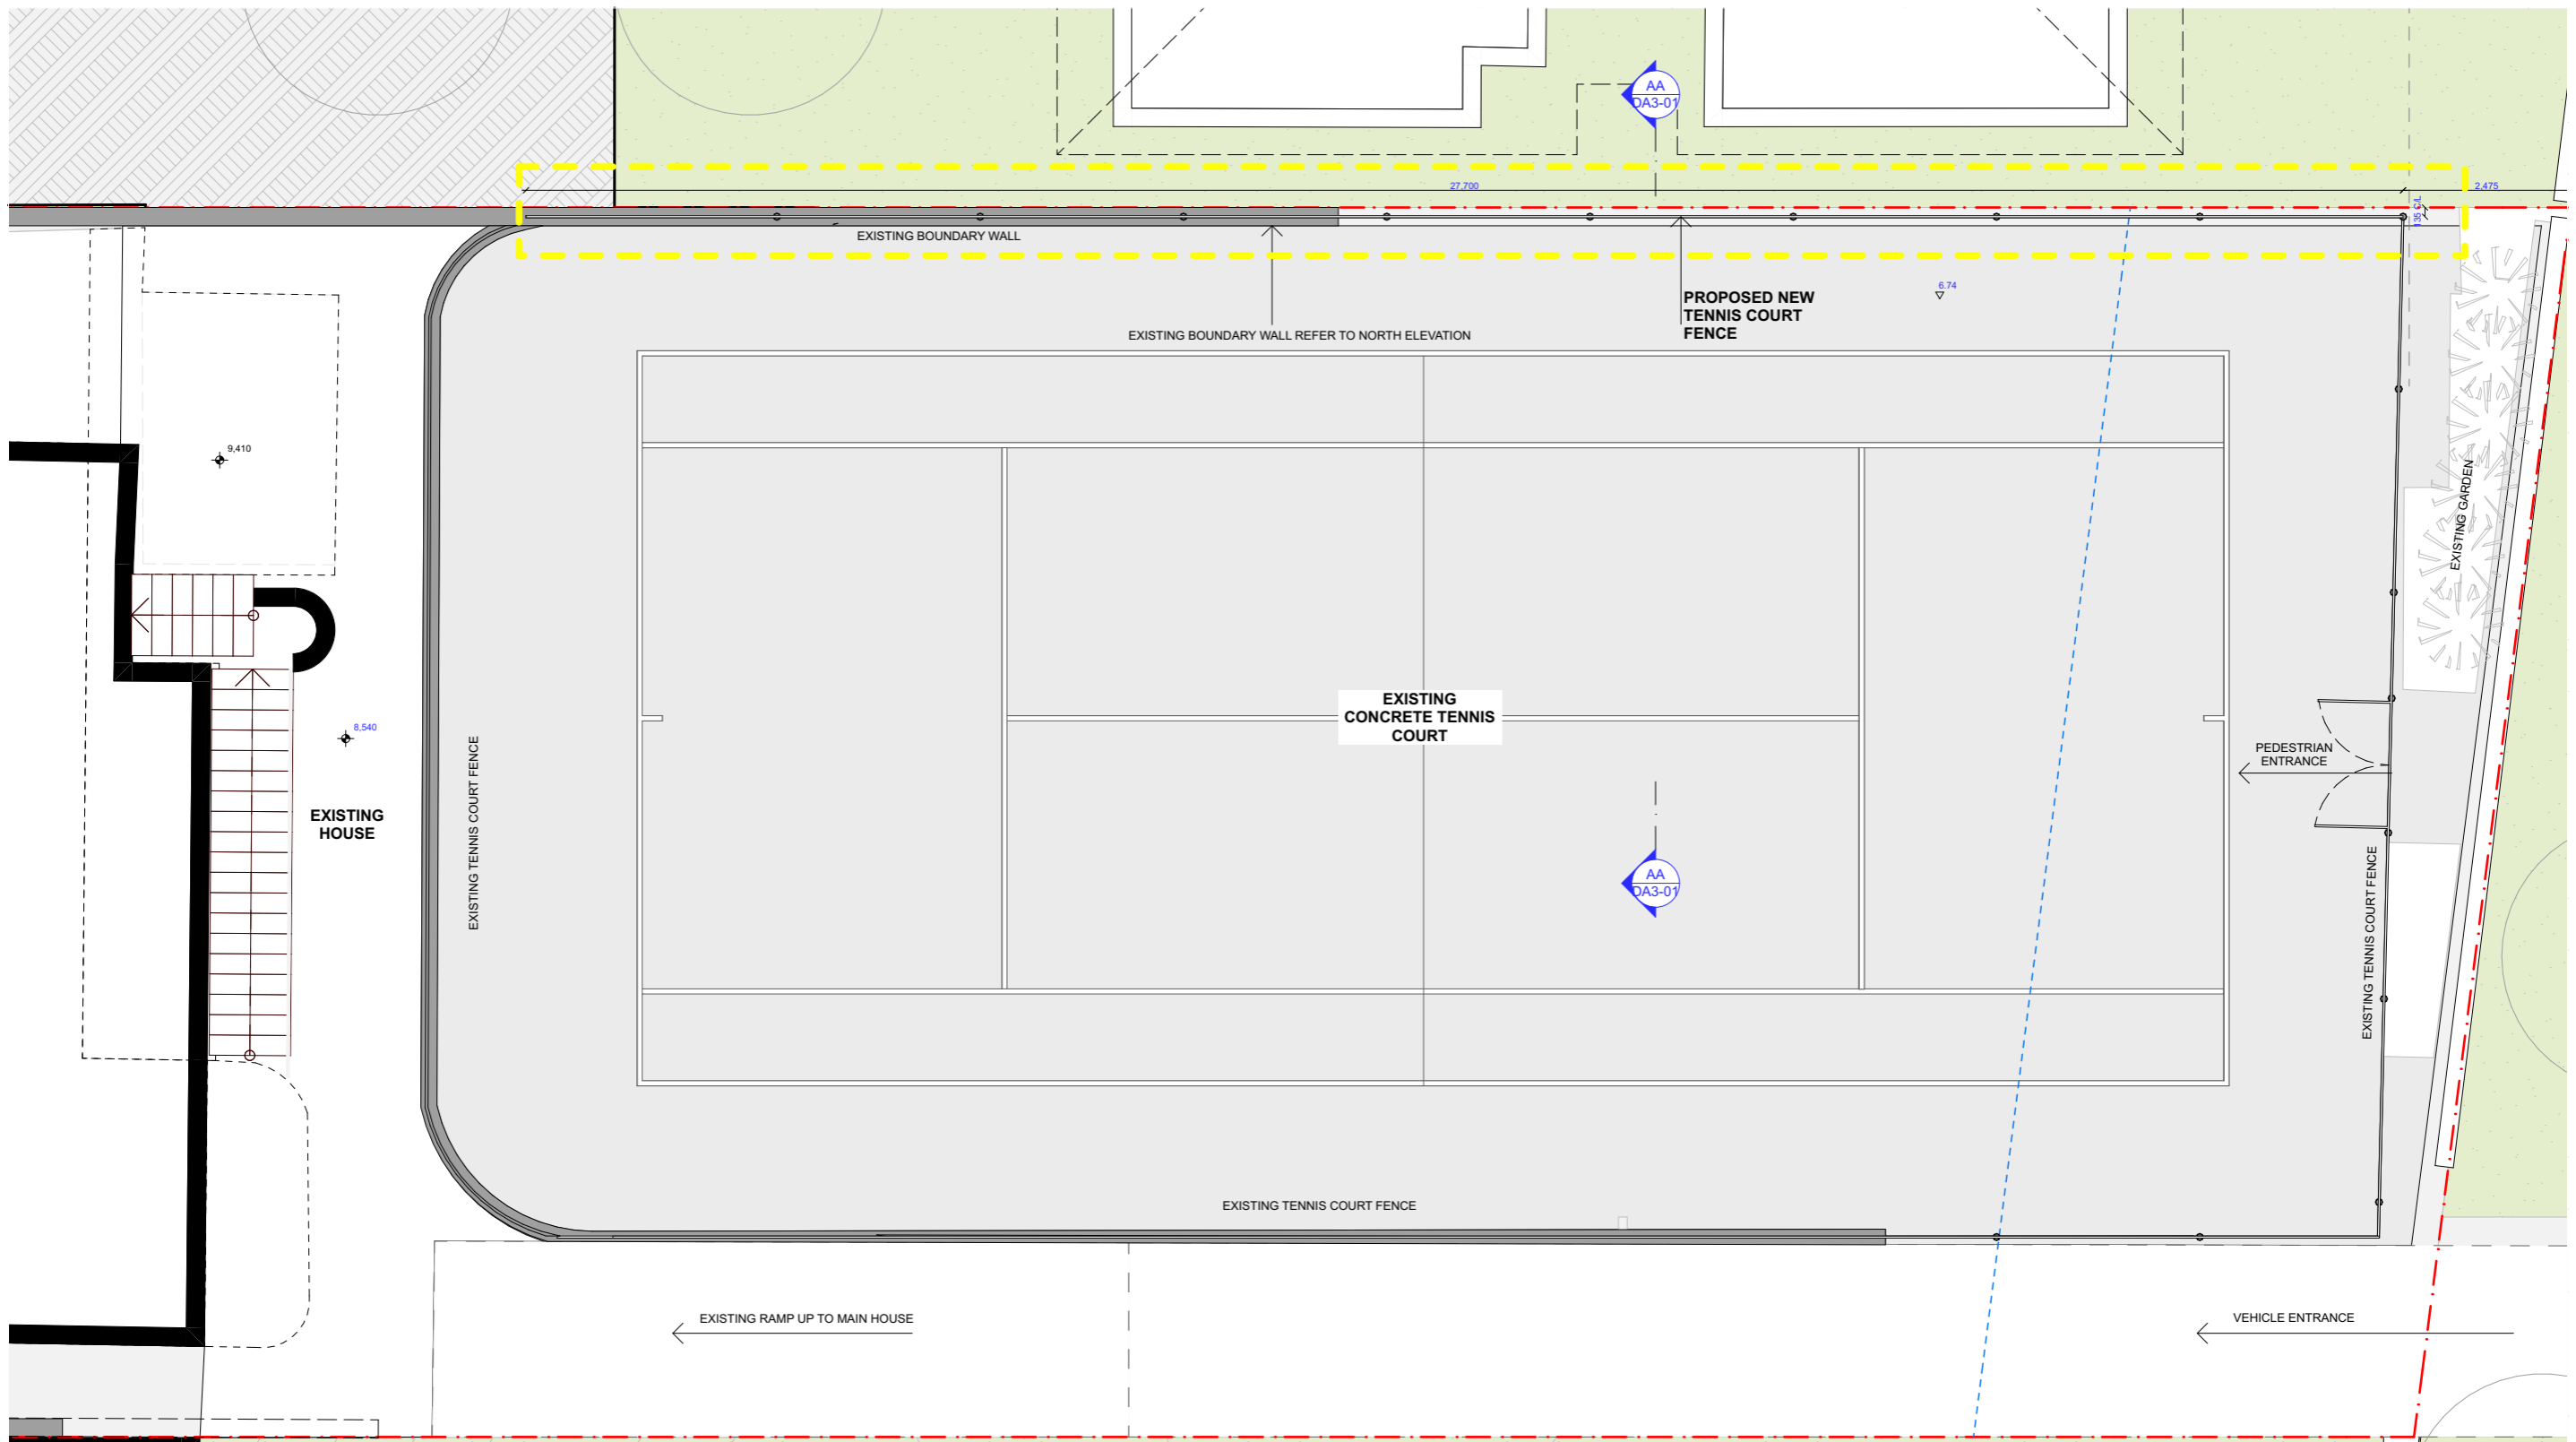 AA
DA3-01
27,700
2,475
135 C/L
EXISTING BOUNDARY WALL
6.74
PROPOSED NEW
TENNIS COURT
FENCE
EXISTING BOUNDARY WALL REFER TO NORTH ELEVATION
9,410
EXISTING GARDEN
EXISTING
CONCRETE TENNIS
COURT
8,540
PEDESTRIAN
ENTRANCE
EXISTING
HOUSE
EXISTING TENNIS COURT FENCE
AA
DA3-01
EXISTING TENNIS COURT FENCE
EXISTING TENNIS COURT FENCE
EXISTING RAMP UP TO MAIN HOUSE
VEHICLE ENTRANCE